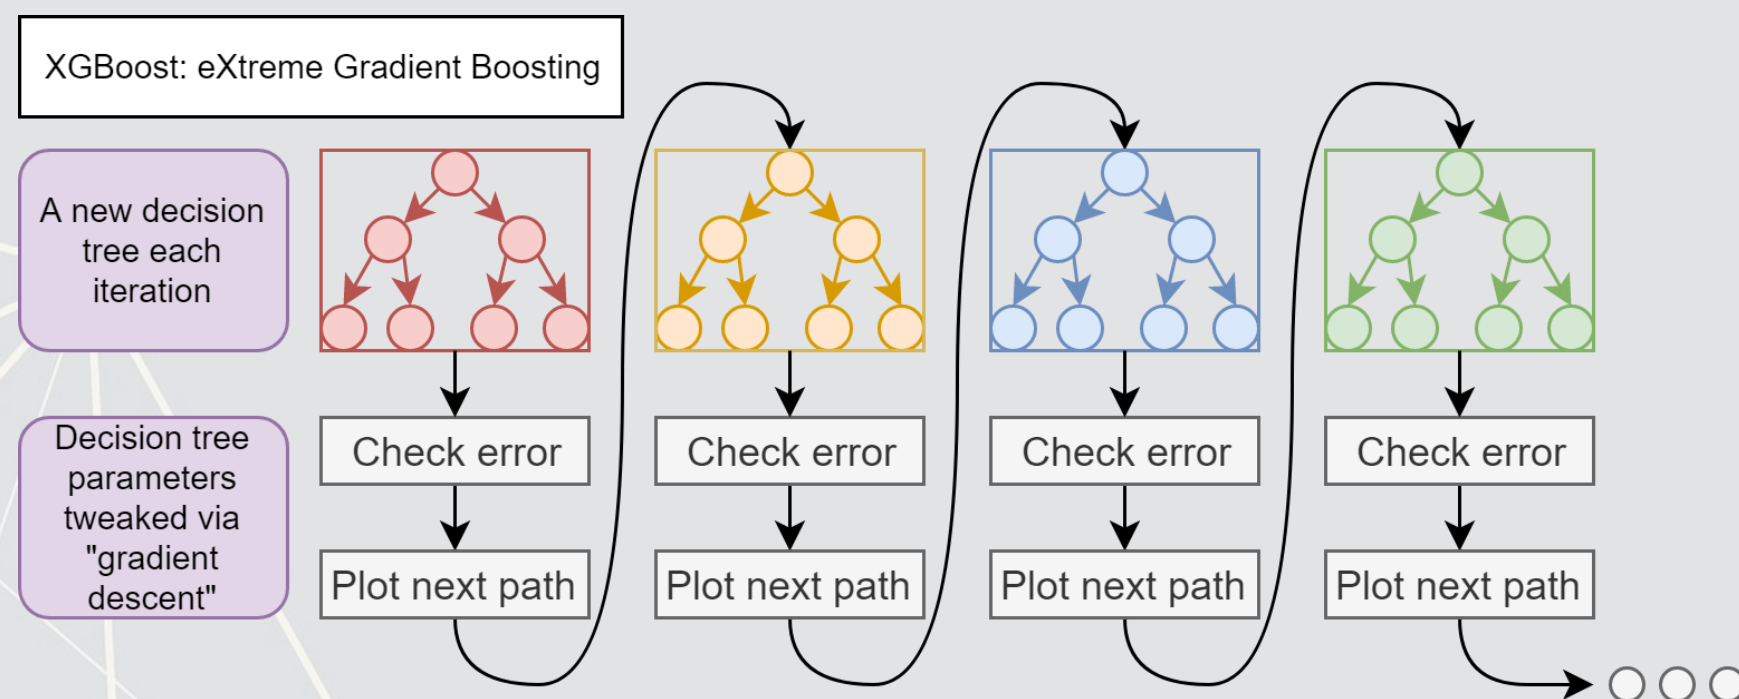 XGBoost: eXtreme Gradient Boosting
A new decision
tree each
iteration
Decision tree
parameters
tweaked via
"gradient
descent"
Check error
Check error
Check error
Check error
Plot next path
Plot next path
Plot next path
Plot next path